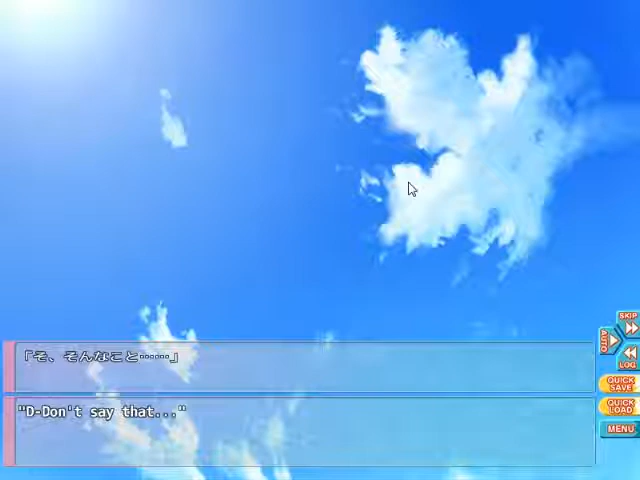 SKIP
AUTO
LOG
「そ、そんなこと……」
QUICK
SAVE
QUICK
LOAD
"D-Don't say that..."
MENU